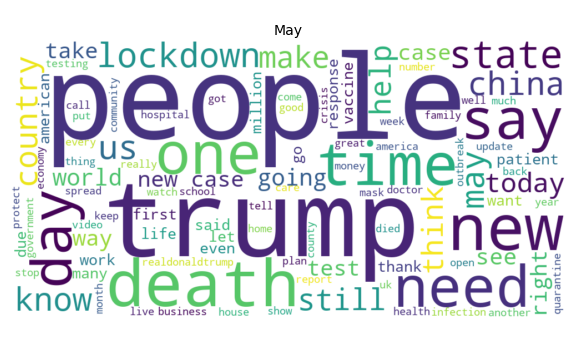 May
take
lockdown
make
case
number
state
testing
country
american
people
call
put
community
hospital
got
million
come
good
crisis
response
vaccine
help
week
family
china
well
much
say
every
us
one
go
great
america
outbreak
update
patient
back
economy
thing
really
world
new case
going
time
money
may
today
spread
watch
school
care
mask
doctor
want
year
day
protect
government
due
video
keep
first
tell
trump
think
new
way
life
said
let
home
county
died
see
right
stop
work
many
even
realdonaldtrump
plan
test
thank
open
quarantine
know
month
death
report
still
uk
need
live
business
house
show
health
infection
another